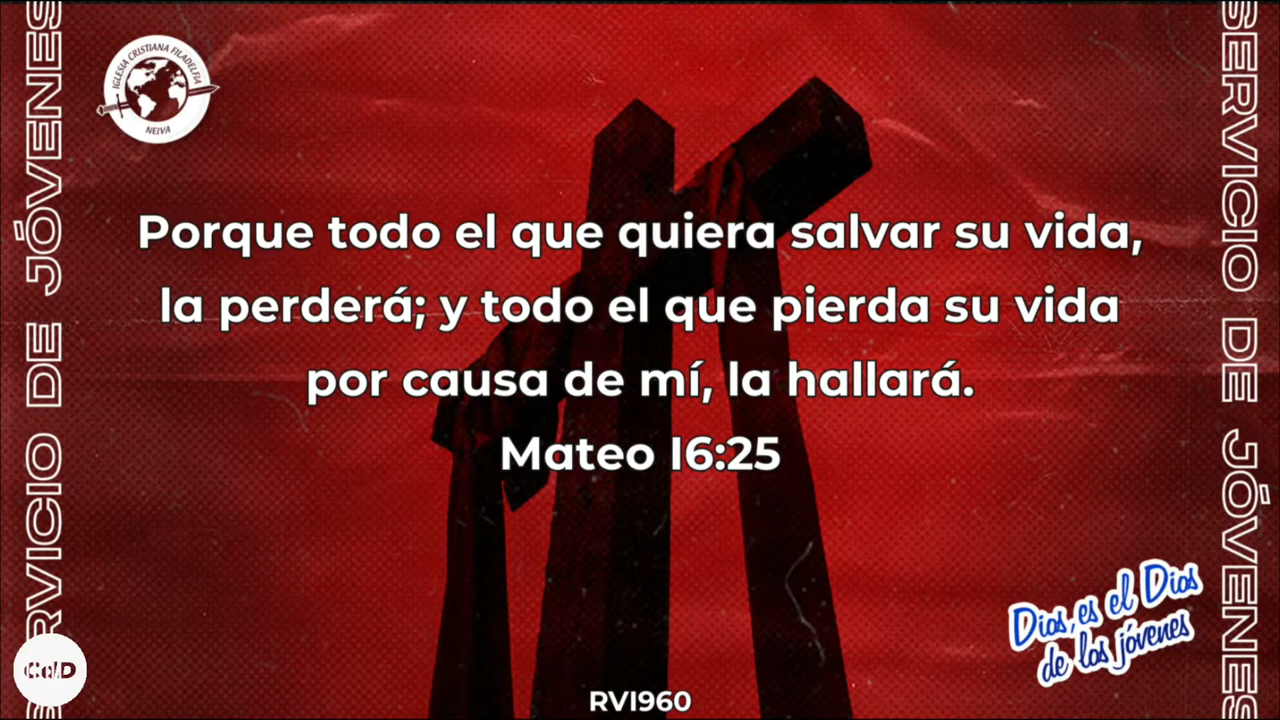 SERVICIO DE JÓVENES
IGLESIA CRISTIANA FILADELFIA
NEIVA
Porque todo el que quiera salvar su vida,
la perderá; y todo el que pierda su vida
por causa de mí, la hallará.
Mateo 16:25
Dios, es el Dios
de los jóvenes
RV1960
SERVICIO DE JÓVENES